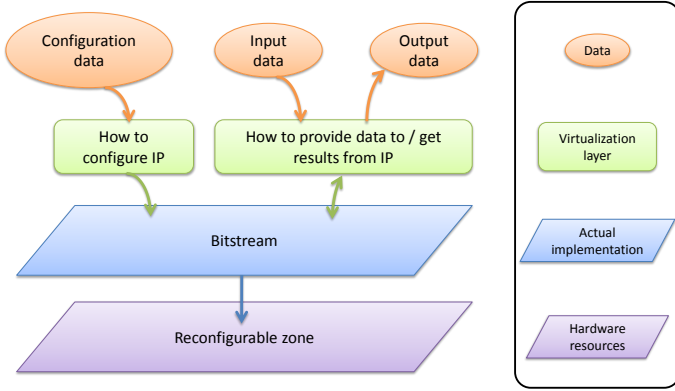 Configuration
data
Input
data
Output
data
How to
configure IP
How to provide data to / get
results from IP
Bitstream
Reconfigurable zone
Data
Virtualization
layer
Actual
implementation
Hardware
resources